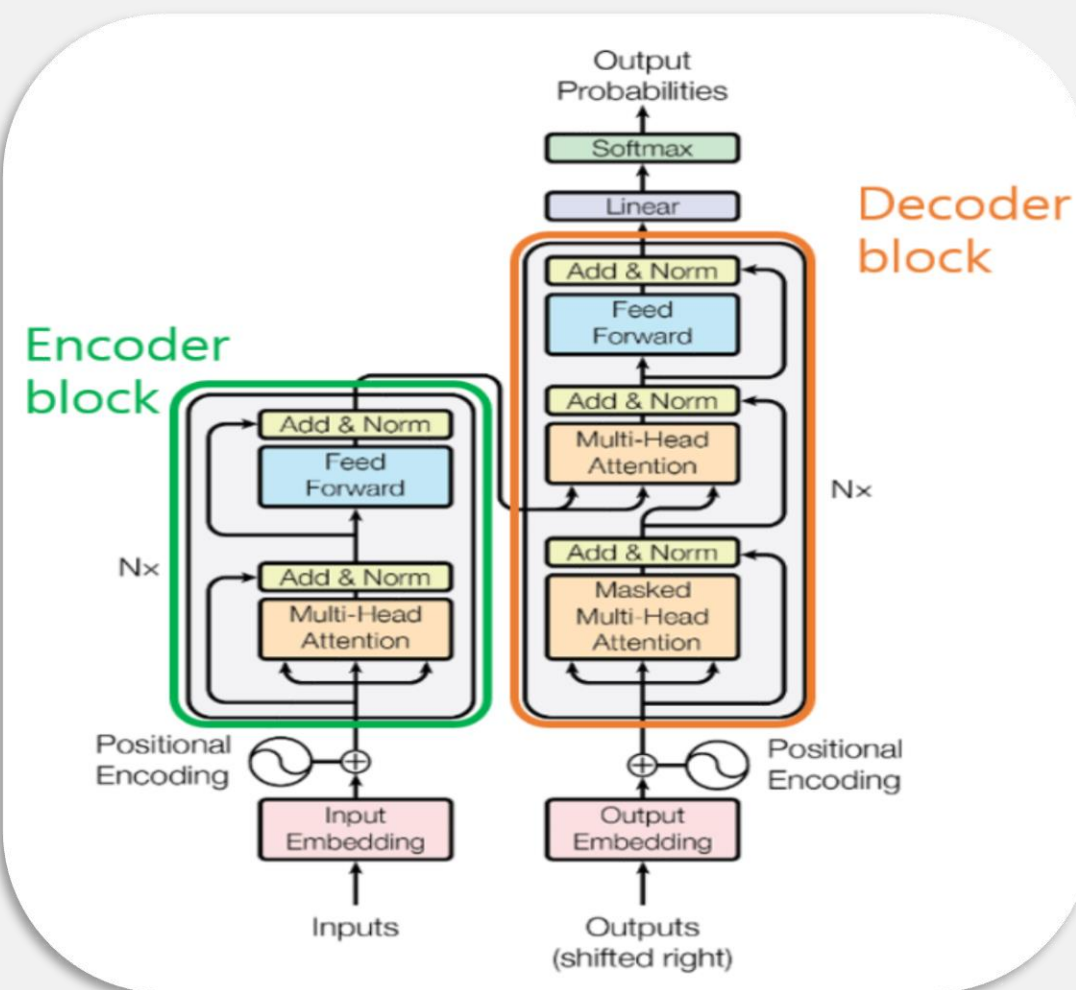 Output
Probabilities
Softmax
Linear
Decoder
block
Add & Norm
Feed
Forward
Add & Norm
Multi-Head
Attention
Nx
Add & Norm
Masked
Multi-Head
Attention
Encoder
block
Add & Norm
Feed
Forward
Nx
Add & Norm
Multi-Head
Attention
Positional
Encoding
Positional
Encoding
Input
Embedding
Output
Embedding
Inputs
Outputs
(shifted right)